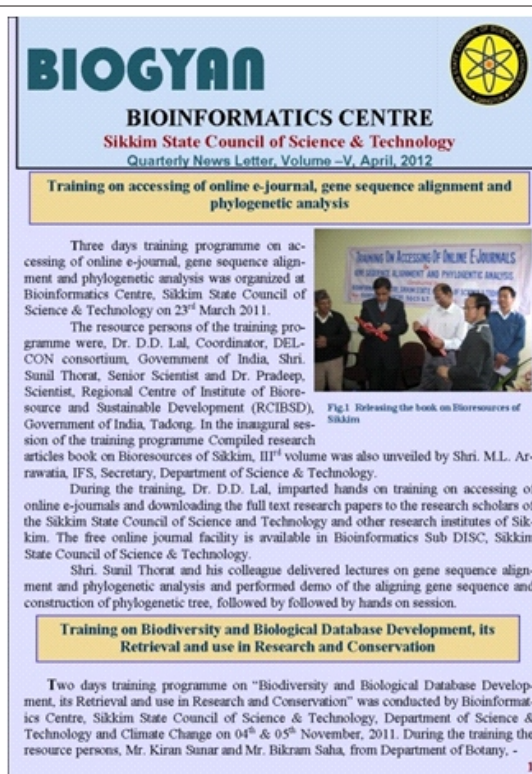 BIOGYAN
BIOINFORMATICS CENTRE
Sikkim State Council of Science & Technology
Quarterly News Letter, Volume –V, April, 2012
Training on accessing of online e-journal, gene sequence alignment and
phylogenetic analysis
Three days training programme on ac-
cessing of online e-journal, gene sequence align-
ment and phylogenetic analysis was organized at
Bioinformatics Centre, Sikkim State Council of
Science & Technology on 23rd March 2011.
The resource persons of the training pro-
gramme were, Dr. D.D. Lal, Coordinator, DEL-
CON consortium, Government of India, Shri.
Sunil Thorat, Senior Scientist and Dr. Pradeep,
Scientist, Regional Centre of Institute of Biore-
source and Sustainable Development (RCIBSD),
Government of India, Tadong. In the inaugural ses-
sion of the training programme Compiled research
TRAINING ON ACCESSING OF ONLINE E-JOURNALS
GENE SEQUENCE ALIGNMENT AND PHYLOGENTIC ANALYSIS
Fig.1 Releasing the book on Bioresources of
Sikkim
articles book on Bioresources of Sikkim, IIIrd volume was also unveiled by Shri. M.L. Ar-
rawatia, IFS, Secretary, Department of Science & Technology.
During the training, Dr. D.D. Lal, imparted hands on training on accessing of
online e-journals and downloading the full text research papers to the research scholars of
the Sikkim State Council of Science and Technology and other research institutes of Sik-
kim. The free online journal facility is available in Bioinformatics Sub DISC, Sikkim
State Council of Science & Technology.
Shri. Sunil Thorat and his colleague delivered lectures on gene sequence align-
ment and phylogenetic analysis and performed demo of the aligning gene sequence and
construction of phylogenetic tree, followed by followed by hands on session.
Training on Biodiversity and Biological Database Development, its
Retrieval and use in Research and Conservation
Two days training programme on "Biodiversity and Biological Database Develop-
ment, its Retrieval and use in Research and Conservation" was conducted by Bioinformat-
ics Centre, Sikkim State Council of Science & Technology, Department of Science &
Technology and Climate Change on 04th & 05th November, 2011. During the training the
resource persons, Mr. Kiran Sunar and Mr. Bikram Saha, from Department of Botany, -